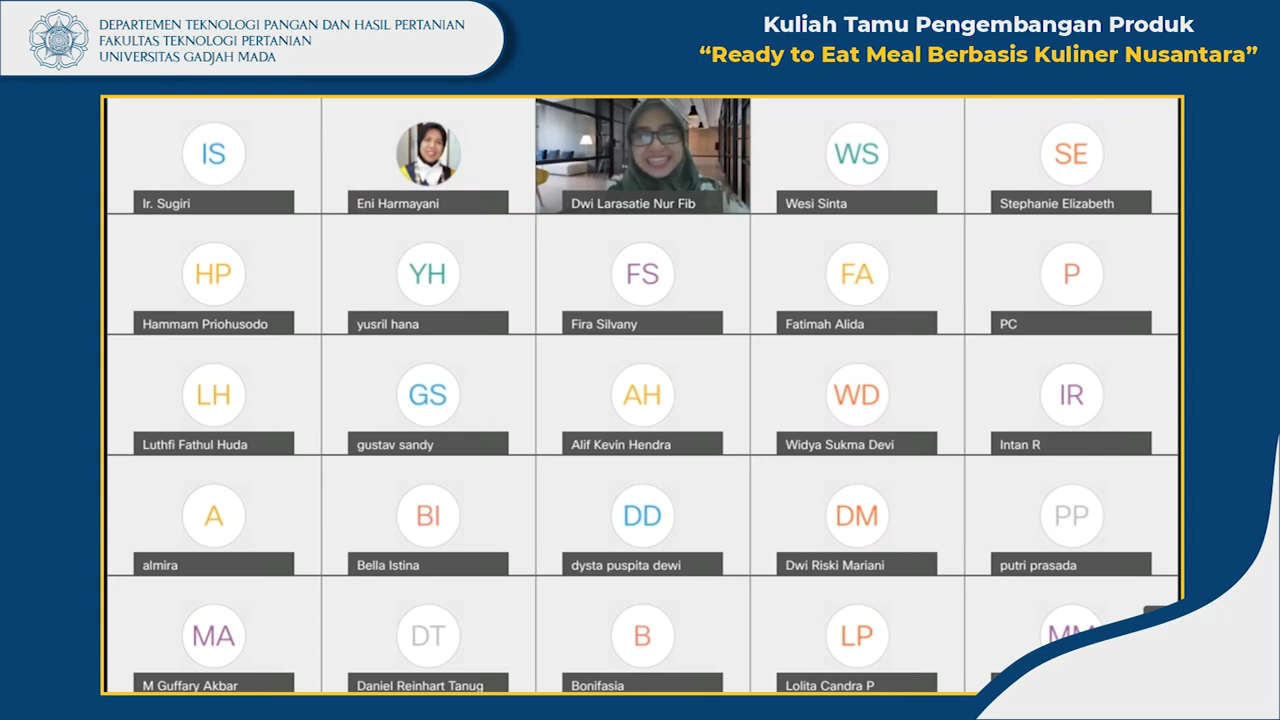 DEPARTEMEN TEKNOLOGI PANGAN DAN HASIL PERTANIAN
FAKULTAS TEKNOLOGI PERTANIAN
UNIVERSITAS GADJAH MADA
Kuliah Tamu Pengembangan Produk
“Ready to Eat Meal Berbasis Kuliner Nusantara”
IS
WS
SE
Ir. Sugiri
Eni Harmayani
Dwi Larasatie Nur Fib
Wesi Sinta
Stephanie Elizabeth
HP
YH
FS
FA
P
Hammam Priohusodo
yusril hana
Fira Silvany
Fatimah Alida
PC
LH
GS
AH
WD
IR
Luthfi Fathul Huda
gustav sandy
Alif Kevin Hendra
Widya Sukma Devi
Intan R
A
BI
DD
DM
PP
almira
Bella Istina
dysta puspita dewi
Dwi Riski Mariani
putri prasada
MA
DT
B
LP
MM
M Guffary Akbar
Daniel Reinhart Tanug
Bonifasia
Lolita Candra P